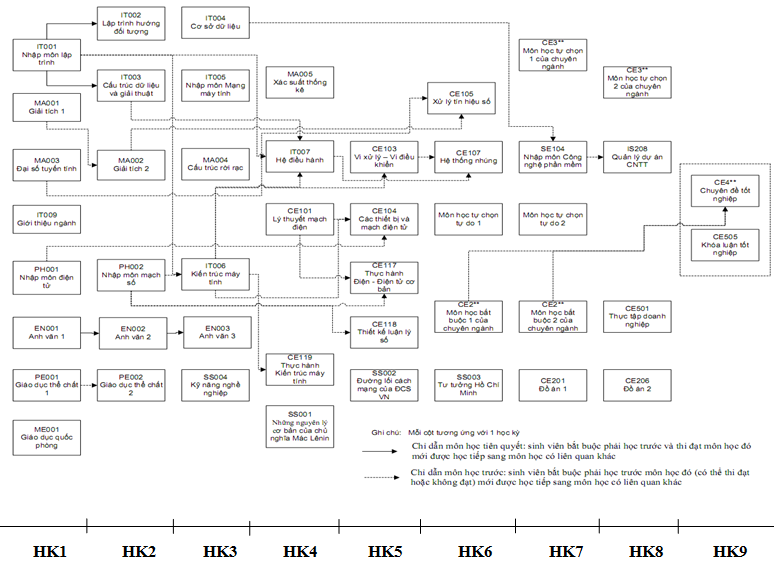 IT001
Nhập môn lập
trình
MA001
Giải tích 1
MA003
Đại số tuyến tính
IT009
Giới thiệu ngành
PH001
Nhập môn điện
tử
EN001
Anh văn 1
PE001
Giáo dục thể chất 1
ME001
Giáo dục quốc
phòng
IT002
Lập trình hướng
đối tượng
IT003
Cấu trúc dữ liệu
và giải thuật
MA002
Giải tích 2
PH002
Nhập môn mạch
số
EN002
Anh văn 2
PE002
Giáo dục thể chất
2
IT004
Cơ sở dữ liệu
IT005
Nhập môn Mạng
máy tính
MA004
Cấu trúc rời rạc
IT006
Kiến trúc máy
tính
EN003
Anh văn 3
SS004
Kỹ năng nghề
nghiệp
MA005
Xác suất thống
kê
IT007
Hệ điều hành
CE101
Lý thuyết mạch
điện
CE119
Thực hành
Kiến trúc máy
tính
SS001
Những nguyên lý
cơ bản của chủ
nghĩa Mác Lênin
CE103
Vi xử lý – Vi điều
khiển
CE104
Các thiết bị và
mạch điện tử
CE117
Thực hành
Điện - Điện tử cơ
bản
CE118
Thiết kế luận lý
số
SS002
Đường lối cách
mạng của ĐCS
VN
CE105
Xử lý tín hiệu số
CE107
Hệ thống nhúng
Môn học tự chọn
tự do 1
CE2**
Môn học bắt
buộc 1 của
chuyên ngành
SS003
Tư tưởng Hồ Chí
Minh
CE3**
Môn học tự chọn
1 của chuyên
ngành
SE104
Nhập môn Công
nghệ phần mềm
Môn học tự chọn
tự do 2
CE2**
Môn học bắt
buộc 2 của
chuyên ngành
CE201
Đồ án 1
CE3**
Môn học tự chọn
2 của chuyên
ngành
IS208
Quản lý dự án
CNTT
CE501
Thực tập doanh
nghiệp
CE206
Đồ án 2
CE4**
Chuyên đề tốt
nghiệp
CE505
Khóa luận tốt
nghiệp
Ghi chú: Mỗi cột tương ứng với 1 học kỳ
Chỉ dẫn môn học tiên quyết: sinh viên bắt buộc phải học trước và thi đạt môn học đó
mới được học tiếp sang môn học có liên quan khác
Chỉ dẫn môn học trước: sinh viên bắt buộc phải học trước môn học đó (có thể thi đạt
hoặc không đạt) mới được học tiếp sang môn học có liên quan khác
HK1 HK2 HK3 HK4 HK5 HK6 HK7 HK8 HK9